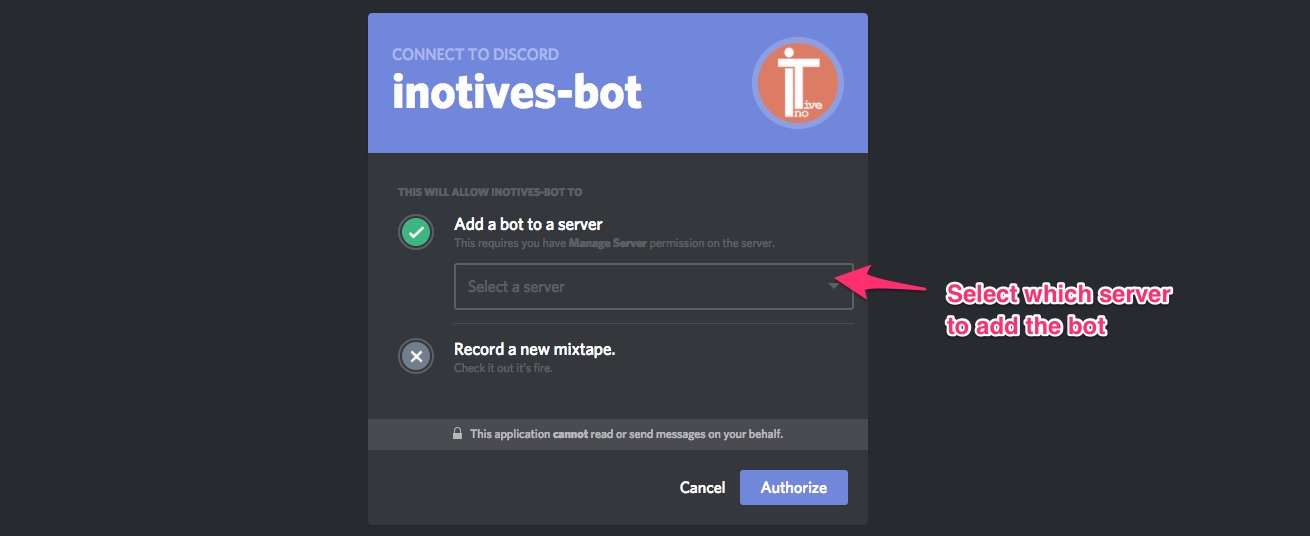 CONNECT TO DISCORD
inotives-bot
ive
no
THIS WILL ALLOW INOTIVES-BOT TO
Add a bot to a server
This requires you have Manage Server permission on the server.
Select a server
Select which server
to add the bot
Record a new mixtape.
Check it out it's fire.
This application cannot read or send messages on your behalf.
Cancel
Authorize